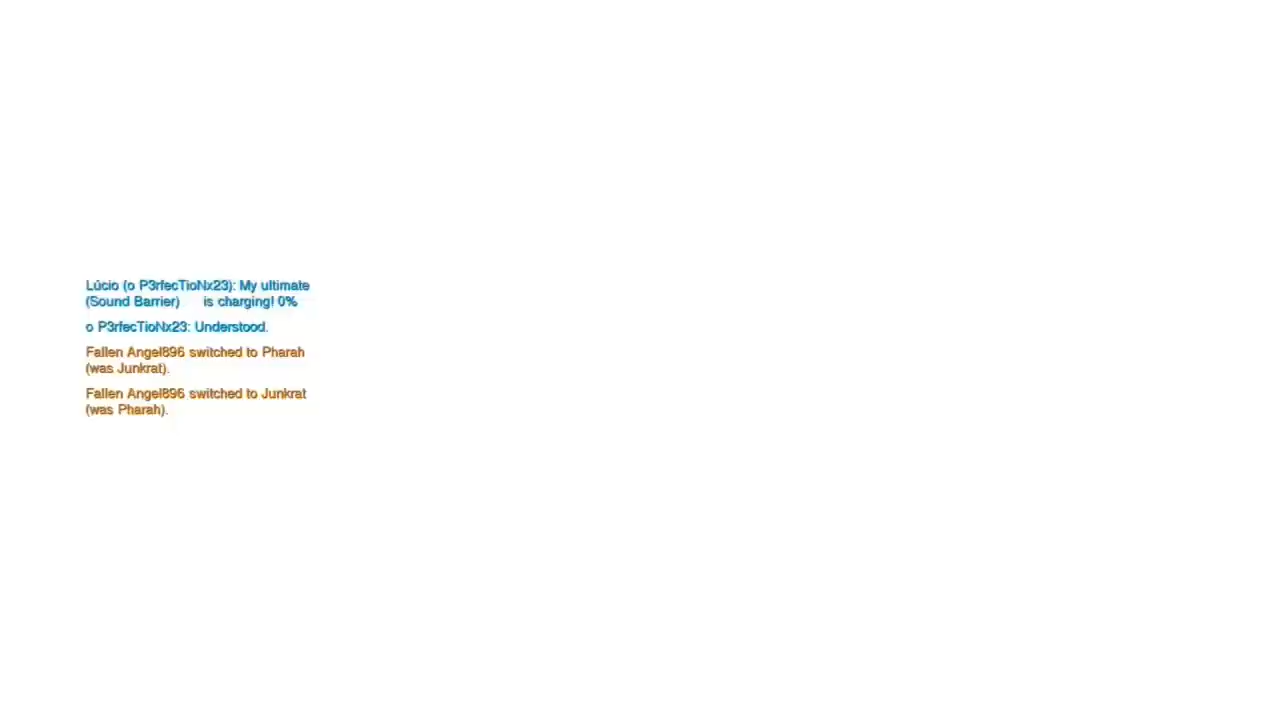 Lúcio (o P3rfecTioNx23): My ultimate
(Sound Barrier) is charging! 0%
o P3rfecTioNx23: Understood.
Fallen Angel896 switched to Pharah
(was Junkrat).
Fallen Angel896 switched to Junkrat
(was Pharah).